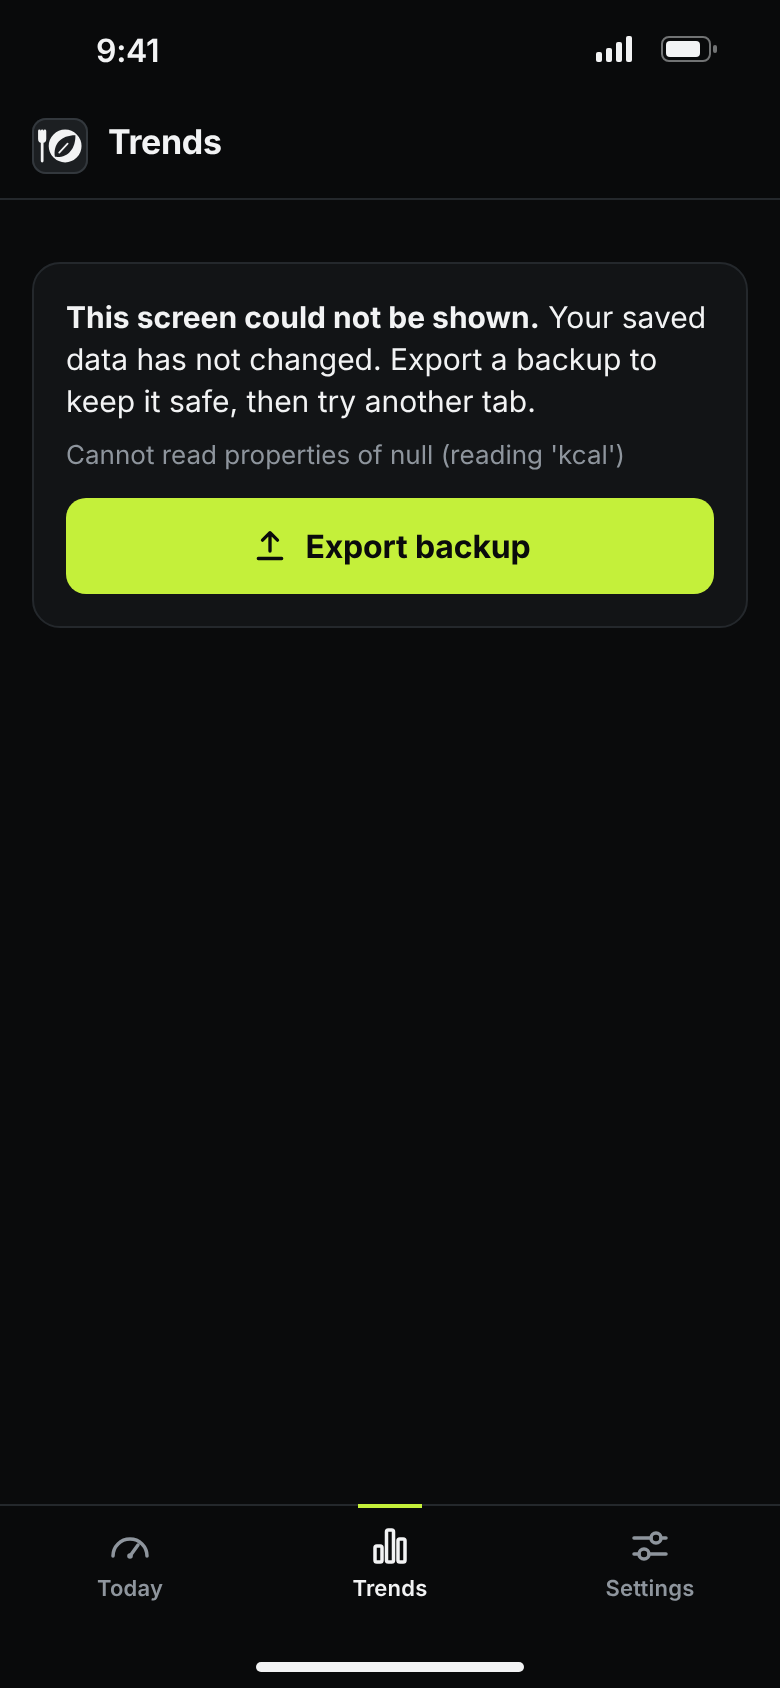 9:41
Trends
This screen could not be shown. Your saved
data has not changed. Export a backup to
keep it safe, then try another tab.
Cannot read properties of null (reading 'kcal')
Export backup
Today
Trends
Settings